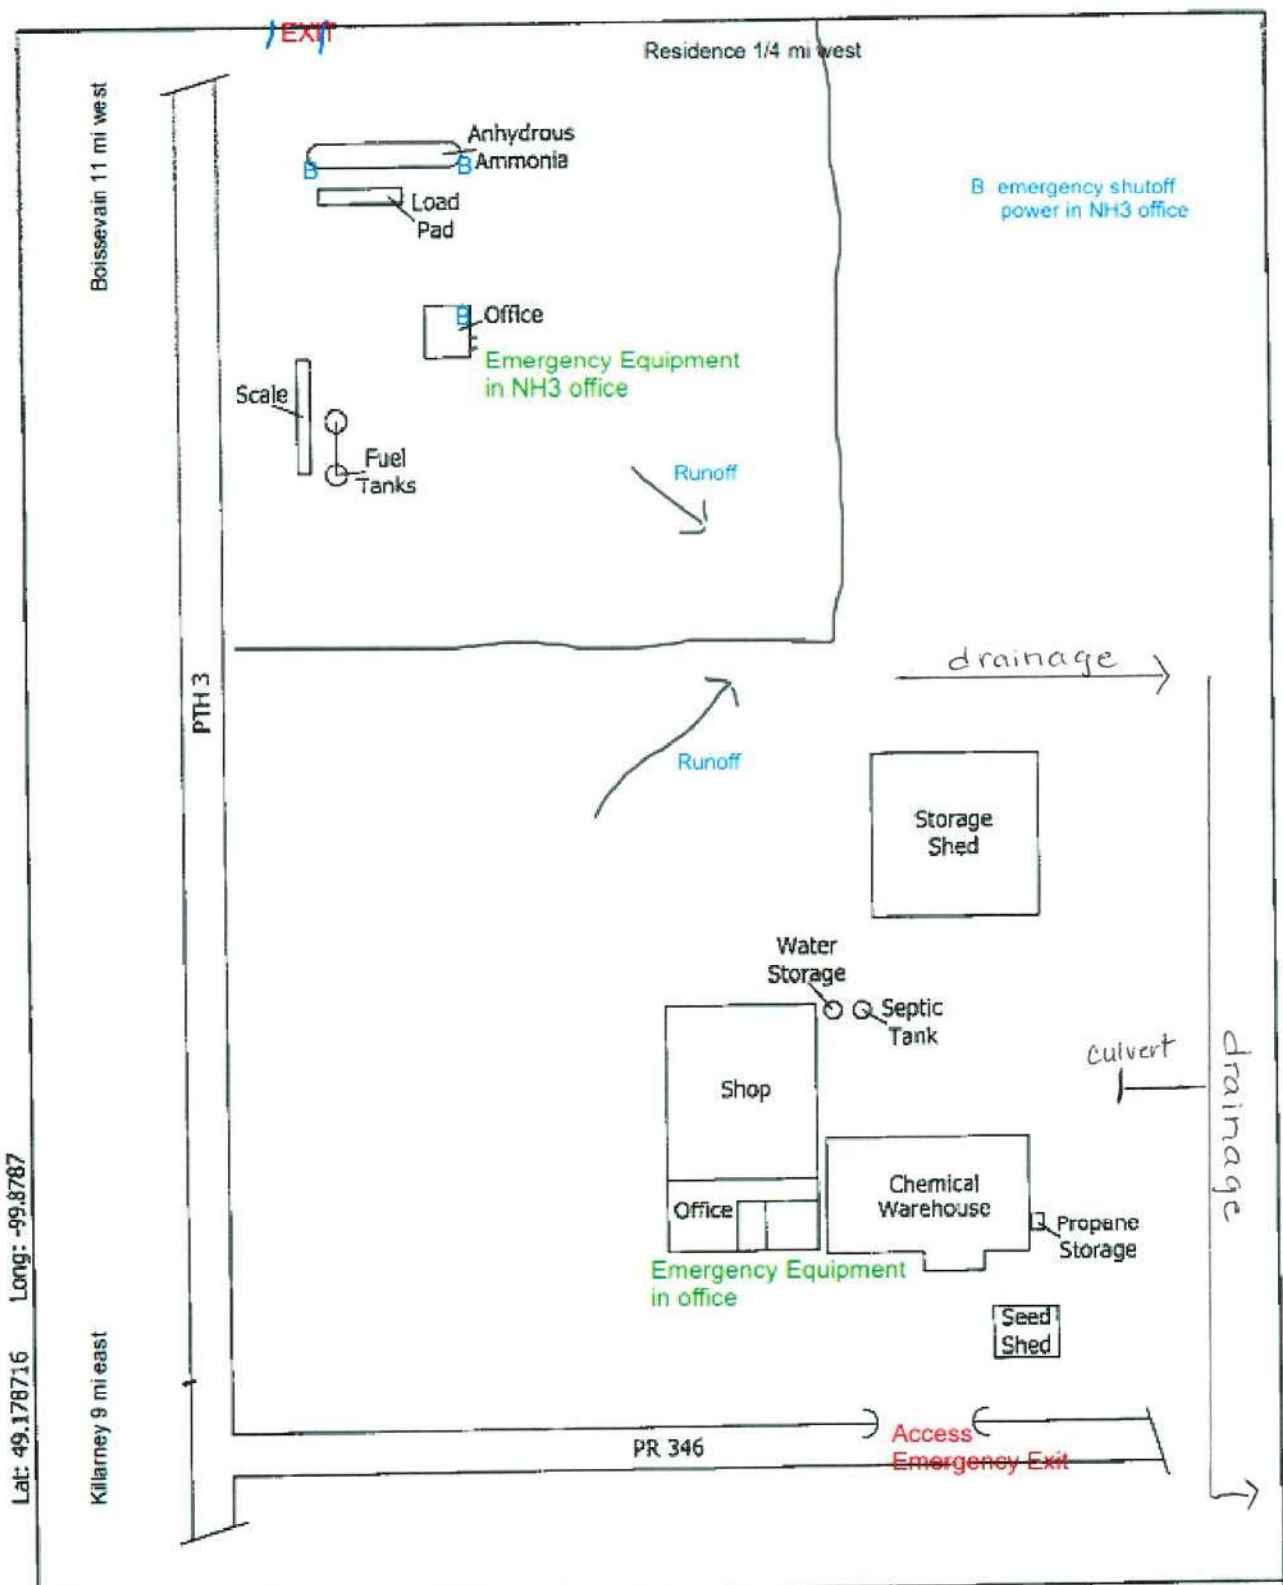 EXIT
Residence 1/4 mi west
Boissevain 11 mi west
Anhydrous
Ammonia
B
B
Load
Pad
B emergency shutoff
power in NH3 office
B
Office
Emergency Equipment
in NH3 office
Scale
Fuel
Tanks
Runoff
PTH 3
drainage
Runoff
Storage
Shed
Water
Storage
Septic
Tank
culvert
drainage
Shop
Chemical
Warehouse
Office
Propane
Storage
Emergency Equipment
in office
Seed
Shed
Lat: 49.178716 Long: -99.8787
Killarney 9 mi east
PR 346
Access
Emergency Exit